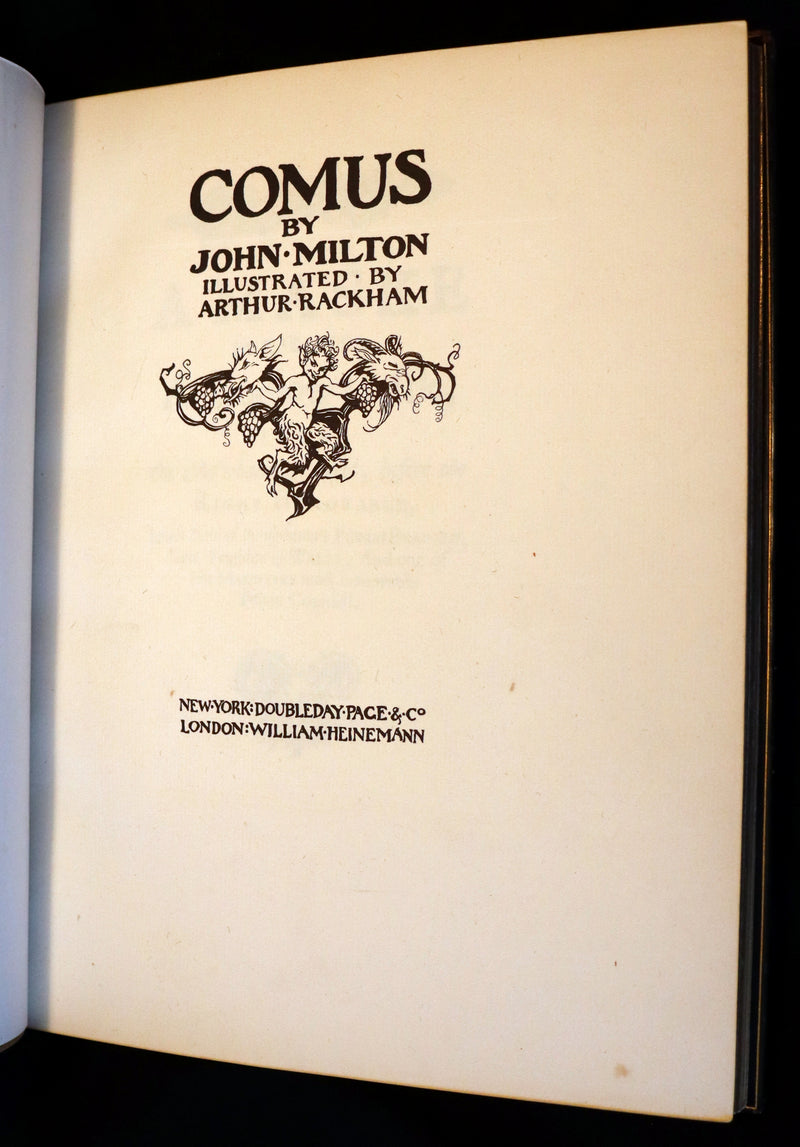 COMUS
BY
JOHN·MILTON
ILLUSTRATED · BY
ARTHUR·RACKHAM
NEW·YORK:DOUBLEDAY·PAGE·&·Cº
LONDON:WILLIAM·HEINEMANN